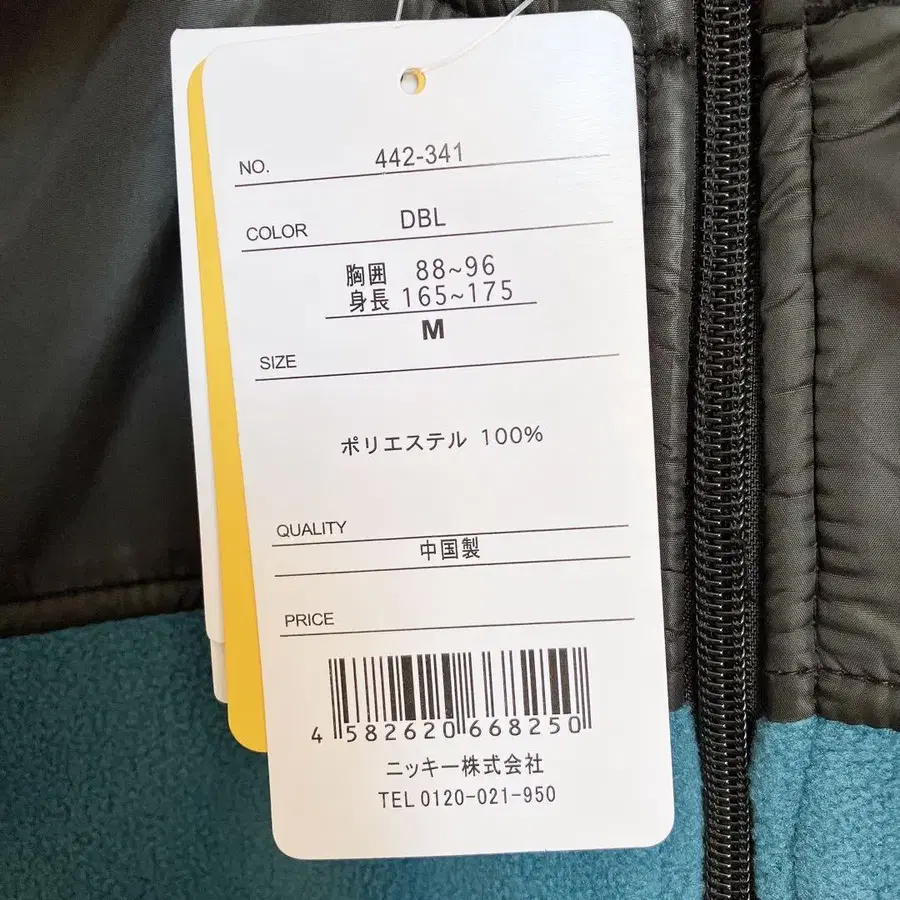 NO. 442-341
COLOR DBL
胸囲 88~96
身長 165~175
M
SIZE
ポリエステル 100%
QUALITY
中国製
PRICE
4 582620 668250
ニッキー株式会社
TEL 0120-021-950